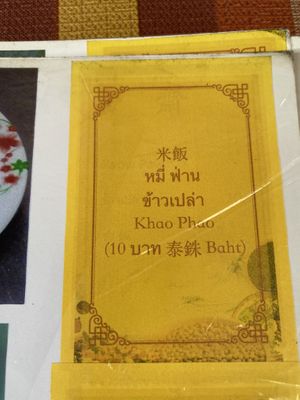 米飯
หมี่ ฟ่าน
ข้าวเปล่า
Khao Phao
(10 บาท 泰銖 Baht)